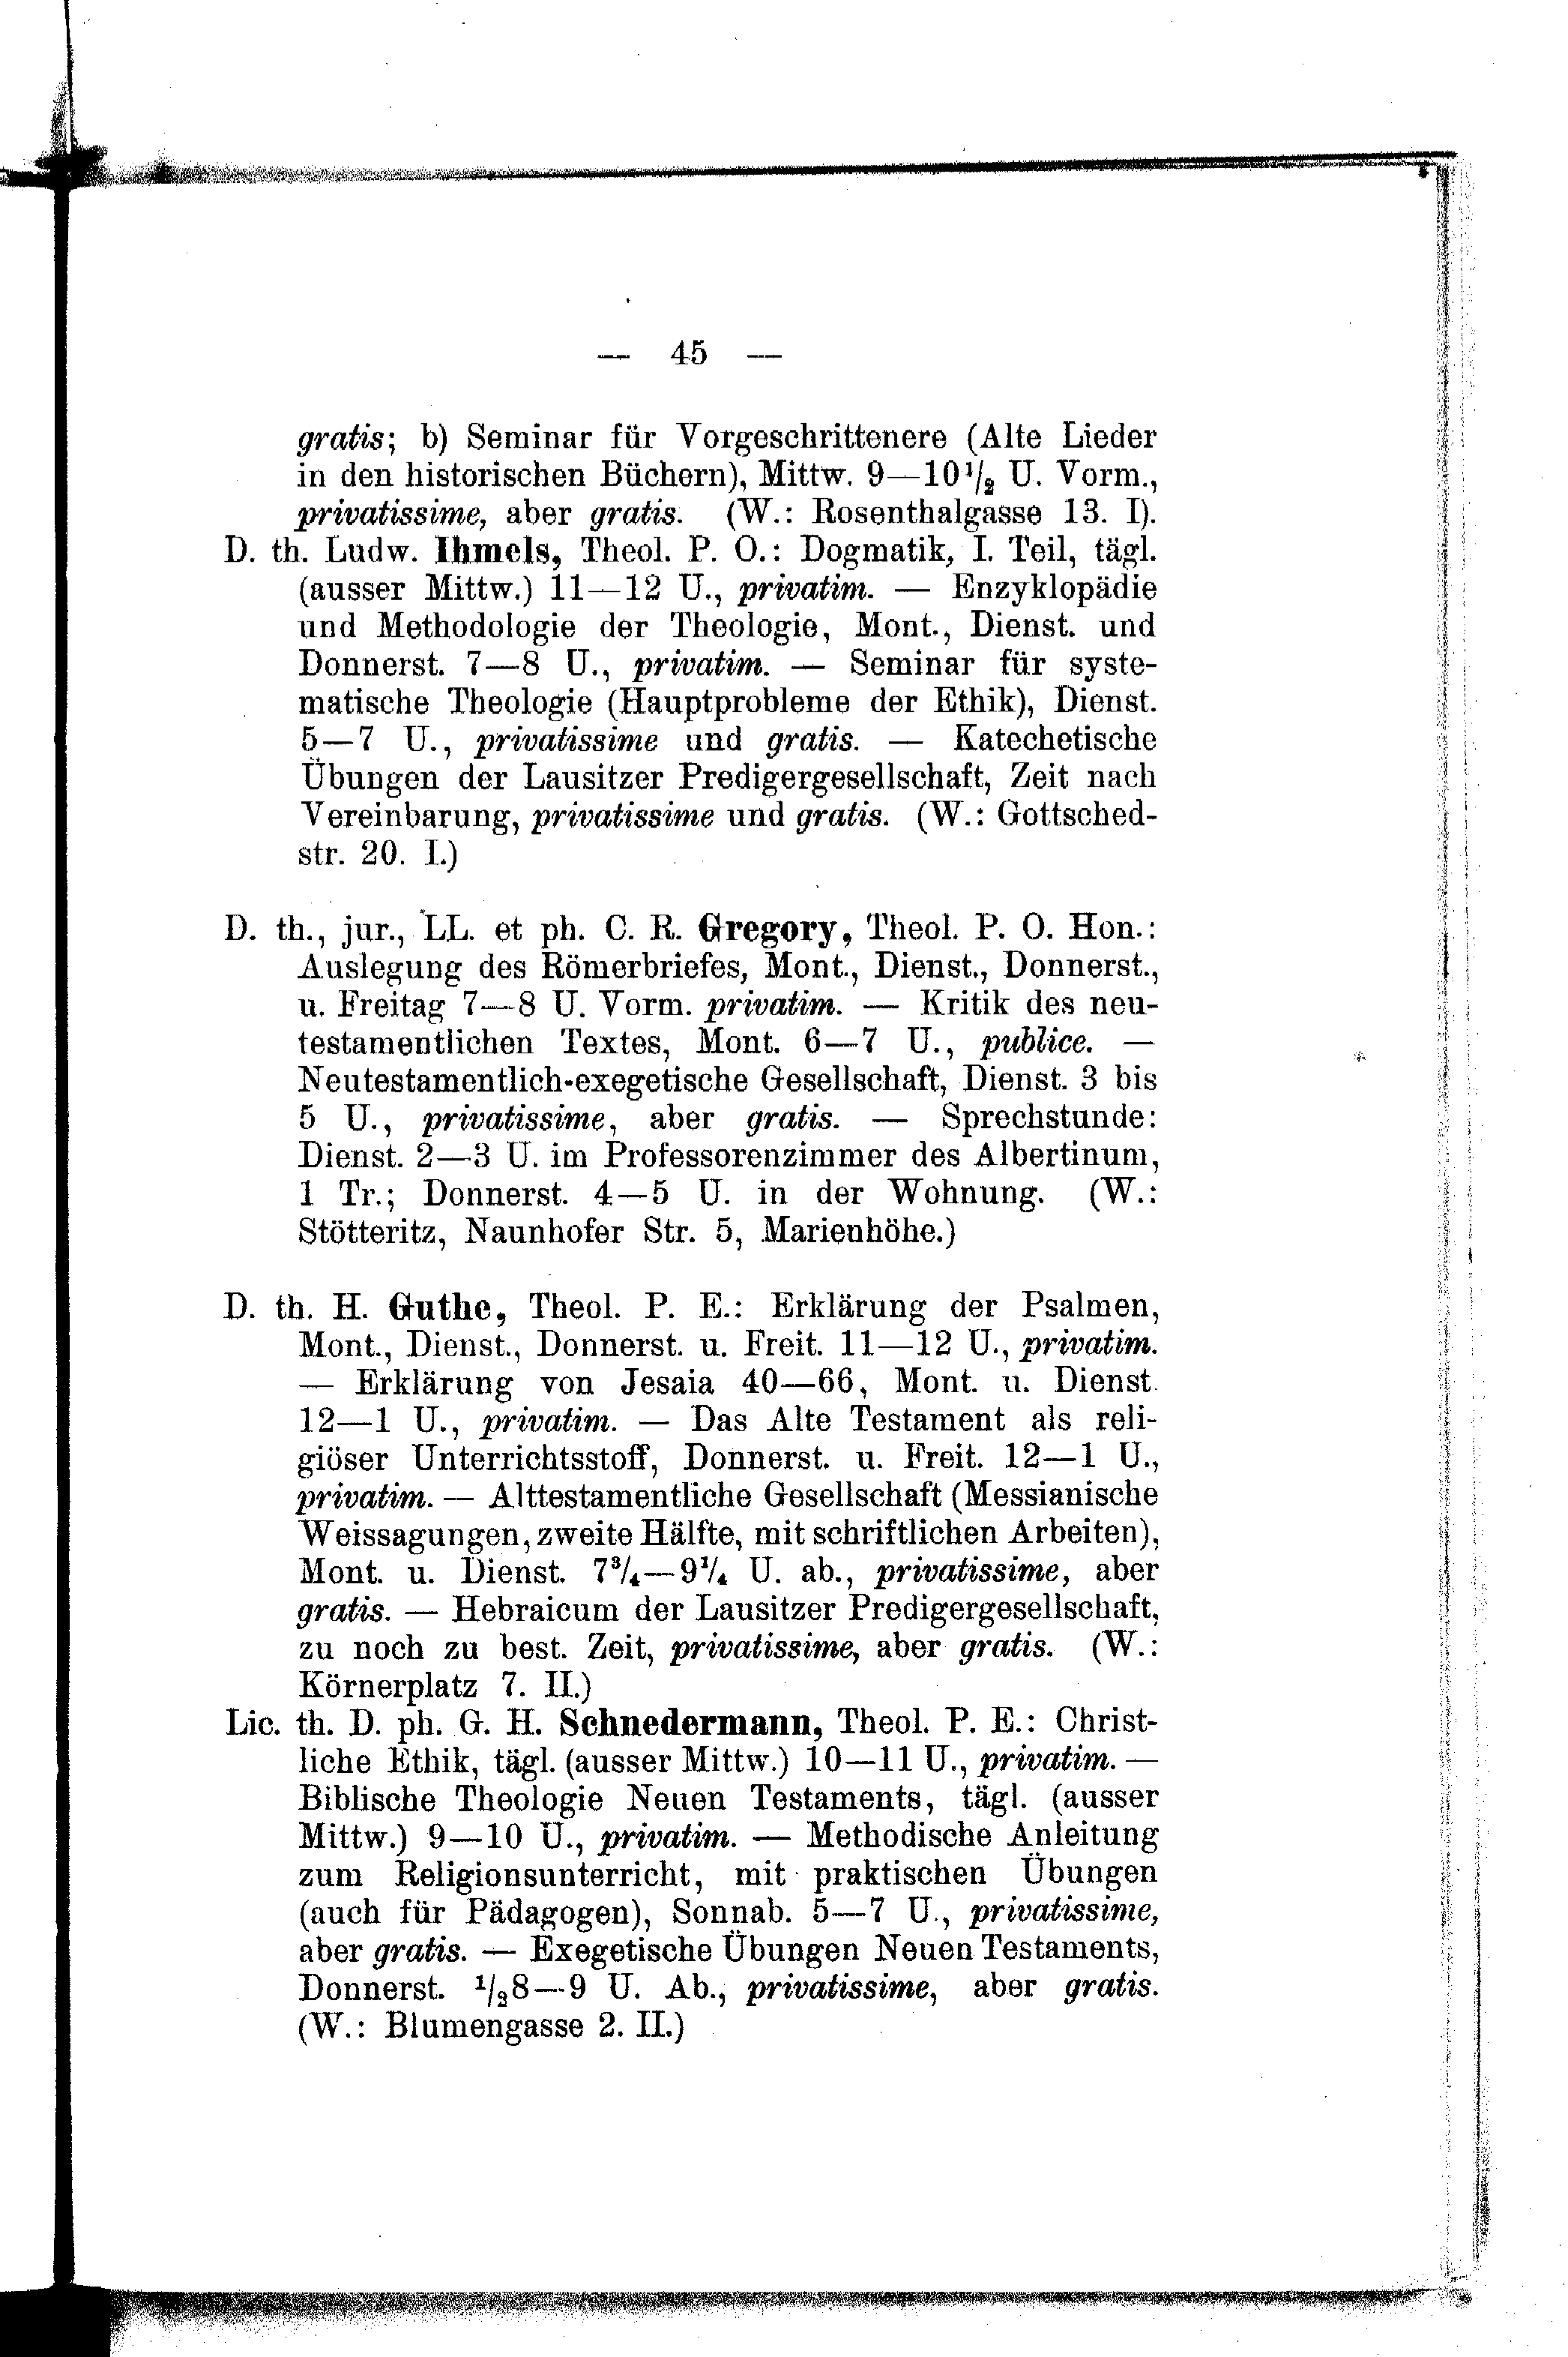 — 45 —
gratis; b) Seminar für Vorgeschrittenere (Alte Lieder
in den historischen Büchern), Mittw. 9—10 1/2 U. Vorm.,
privatissime, aber gratis. (W.: Rosenthalgasse 13. I).
D. th. Ludw. Ihmels, Theol. P. O.: Dogmatik, I. Teil, tägl.
(ausser Mittw.) 11—12 U., privatim. — Enzyklopädie
und Methodologie der Theologie, Mont., Dienst. und
Donnerst. 7—8 U., privatim. — Seminar für syste-
matische Theologie (Hauptprobleme der Ethik), Dienst.
5—7 U., privatissime und gratis. — Katechetische
Übungen der Lausitzer Predigergesellschaft, Zeit nach
Vereinbarung, privatissime und gratis. (W.: Gottsched-
str. 20. I.)
D. th., jur., LL. et ph. C. R. Gregory, Theol. P. O. Hon.:
Auslegung des Römerbriefes, Mont., Dienst., Donnerst.,
u. Freitag 7—8 U. Vorm. privatim. — Kritik des neu-
testamentlichen Textes, Mont. 6—7 U., publice. —
Neutestamentlich-exegetische Gesellschaft, Dienst. 3 bis
5 U., privatissime, aber gratis. — Sprechstunde:
Dienst. 2—3 U. im Professorenzimmer des Albertinum,
1 Tr.; Donnerst. 4—5 U. in der Wohnung. (W.:
Stötteritz, Naunhofer Str. 5, Marienhöhe.)
D. th. H. Guthe, Theol. P. E.: Erklärung der Psalmen,
Mont., Dienst., Donnerst. u. Freit. 11—12 U., privatim.
— Erklärung von Jesaia 40—66, Mont. u. Dienst.
12—1 U., privatim. — Das Alte Testament als reli-
giöser Unterrichtsstoff, Donnerst. u. Freit. 12—1 U.,
privatim. — Alttestamentliche Gesellschaft (Messianische
Weissagungen, zweite Hälfte, mit schriftlichen Arbeiten),
Mont. u. Dienst. 7 3/4—9 1/4 U. ab., privatissime, aber
gratis. — Hebraicum der Lausitzer Predigergesellschaft,
zu noch zu best. Zeit, privatissime, aber gratis. (W.:
Körnerplatz 7. II.)
Lic. th. D. ph. G. H. Schnedermann, Theol. P. E.: Christ-
liche Ethik, tägl. (ausser Mittw.) 10—11 U., privatim. —
Biblische Theologie Neuen Testaments, tägl. (ausser
Mittw.) 9—10 U., privatim. — Methodische Anleitung
zum Religionsunterricht, mit praktischen Übungen
(auch für Pädagogen), Sonnab. 5—7 U., privatissime,
aber gratis. — Exegetische Übungen Neuen Testaments,
Donnerst. 1/2 8—9 U. Ab., privatissime, aber gratis.
(W.: Blumengasse 2. II.)